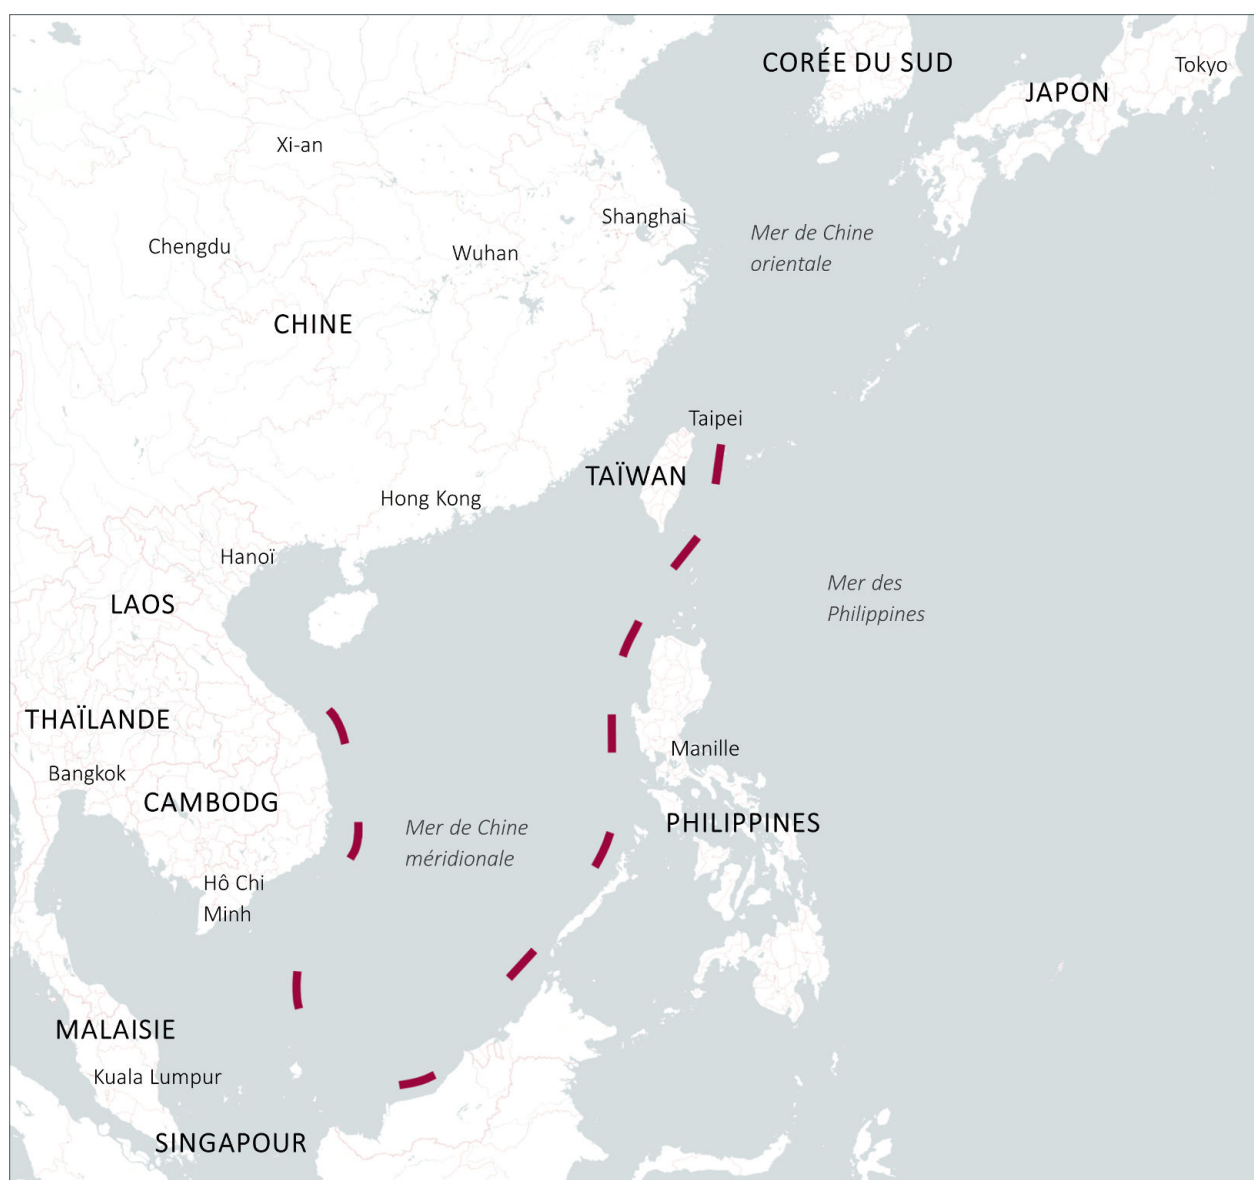 CORÉE DU SUD
Tokyo
JAPON
Xi-an
Shanghai
Mer de Chine
orientale
Chengdu
Wuhan
CHINE
Taipei
TAÏWAN
Hong Kong
Hanoï
Mer des
Philippines
LAOS
THAÏLANDE
Manille
Bangkok
CAMBODG
PHILIPPINES
Mer de Chine
méridionale
Hô Chi
Minh
MALAISIE
Kuala Lumpur
SINGAPOUR